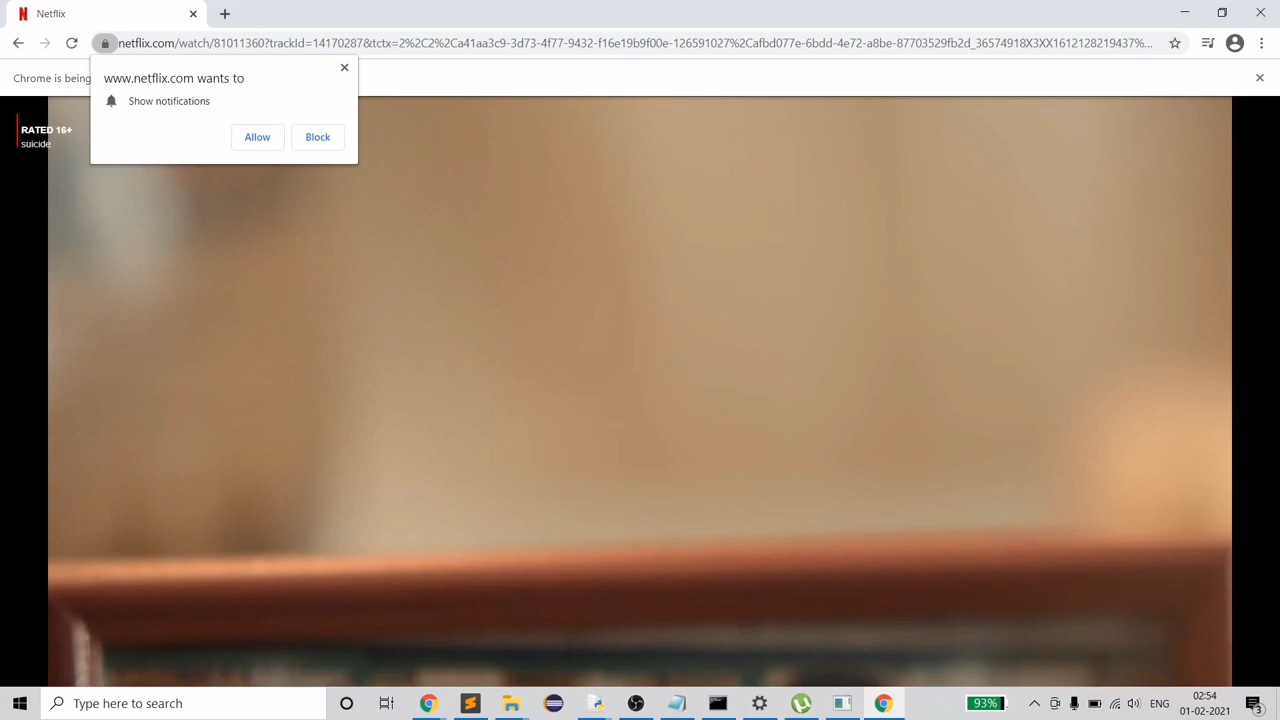 Netflix
netflix.com/watch/81011360?trackId=14170287&tctx=2%2C2%2Ca41aa3c9-3d73-4f77-9432-f16e19b9f00e-126591027%2Cafbd077e-6bdd-4e72-a8be-87703529fb2d_36574918X3XX1612128219437%...
Chrome is being
www.netflix.com wants to
Show notifications
Allow
Block
RATED 16+
suicide
Type here to search
93%
ENG
02:54
01-02-2021
3